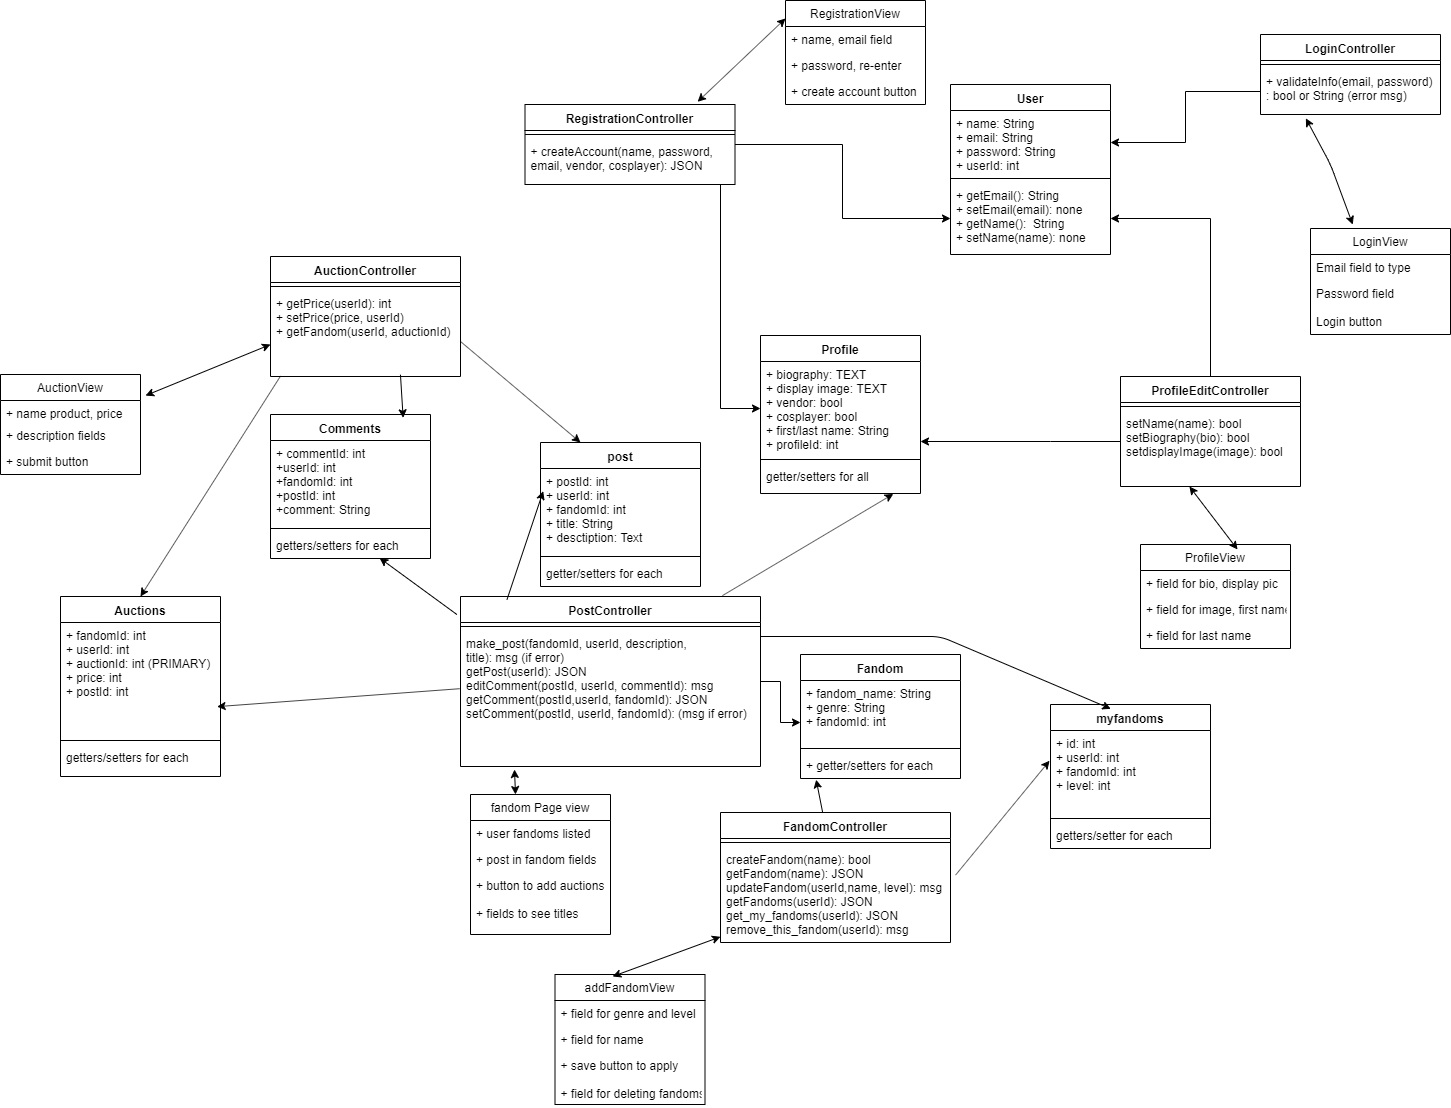 RegistrationView
+ name, email field
+ password, re-enter
+ create account button
LoginController
+ validateInfo(email, password)
: bool or String (error msg)
User
+ name: String
+ email: String
+ password: String
+ userId: int
+ getEmail(): String
+ setEmail(email): none
+ getName():  String
+ setName(name): none
RegistrationController
+ createAccount(name, password,
email, vendor, cosplayer): JSON
LoginView
Email field to type
Password field
Login button
AuctionController
+ getPrice(userId): int
+ setPrice(price, userId)
+ getFandom(userId, aductionId)
Profile
+ biography: TEXT
+ display image: TEXT
+ vendor: bool
+ cosplayer: bool
+ first/last name: String
+ profileId: int
getter/setters for all
AuctionView
+ name product, price
+ description fields
+ submit button
ProfileEditController
setName(name): bool
setBiography(bio): bool
setdisplayImage(image): bool
Comments
+ commentId: int
+userId: int
+fandomId: int
+postId: int
+comment: String
getters/setters for each
post
+ postId: int
+ userId: int
+ fandomId: int
+ title: String
+ desctiption: Text
getter/setters for each
ProfileView
+ field for bio, display pic
+ field for image, first name
+ field for last name
Auctions
+ fandomId: int
+ userId: int
+ auctionId: int (PRIMARY)
+ price: int
+ postId: int
getters/setters for each
PostController
make_post(fandomId, userId, description,
title): msg (if error)
getPost(userId): JSON
editComment(postId, userId, commentId): msg
getComment(postId,userId, fandomId): JSON
setComment(postId, userId, fandomId): (msg if error)
Fandom
+ fandom_name: String
+ genre: String
+ fandomId: int
+ getter/setters for each
myfandoms
+ id: int
+ userId: int
+ fandomId: int
+ level: int
getters/setter for each
fandom Page view
+ user fandoms listed
+ post in fandom fields
+ button to add auctions
+ fields to see titles
FandomController
createFandom(name): bool
getFandom(name): JSON
updateFandom(userId,name, level): msg
getFandoms(userId): JSON
get_my_fandoms(userId): JSON
remove_this_fandom(userId): msg
addFandomView
+ field for genre and level
+ field for name
+ save button to apply
+ field for deleting fandoms